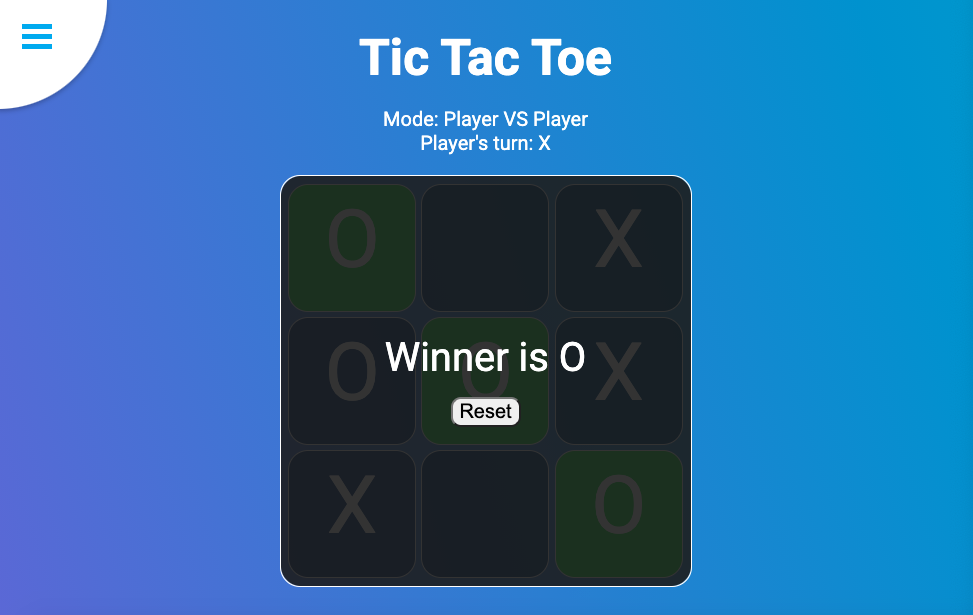 Tic Tac Toe
Mode: Player VS Player
Player's turn: X
O X
O O X
Winner is O
Reset
X O